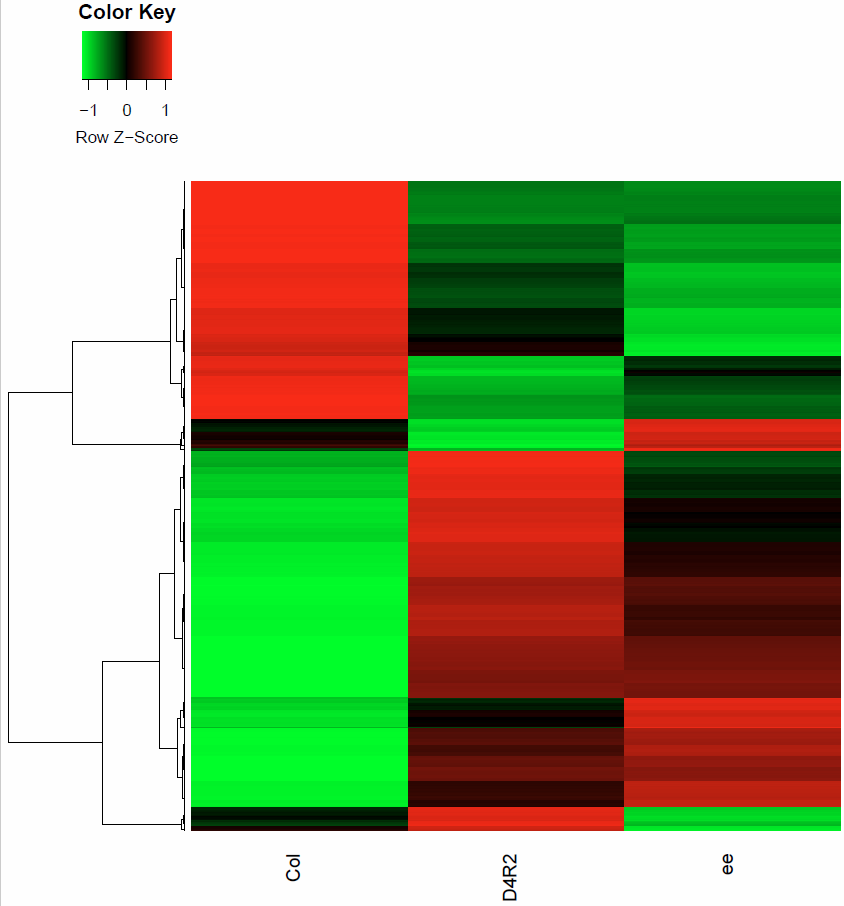 Color Key
−1 0 1
Row Z−Score
Col
D4R2
ee